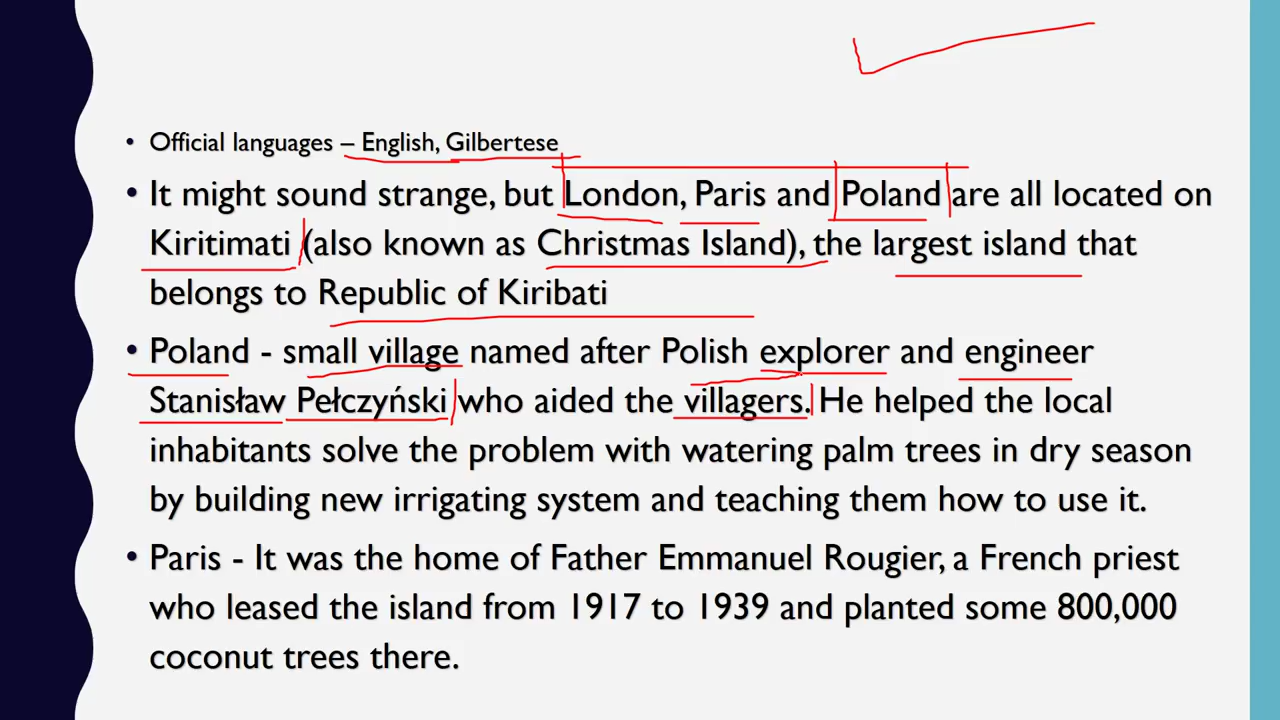 • Official languages – English, Gilbertese
• It might sound strange, but London, Paris and Poland are all located on
Kiritimati (also known as Christmas Island), the largest island that
belongs to Republic of Kiribati
• Poland - small village named after Polish explorer and engineer
Stanisław Pełczyński who aided the villagers. He helped the local
inhabitants solve the problem with watering palm trees in dry season
by building new irrigating system and teaching them how to use it.
• Paris - It was the home of Father Emmanuel Rougier, a French priest
who leased the island from 1917 to 1939 and planted some 800,000
coconut trees there.